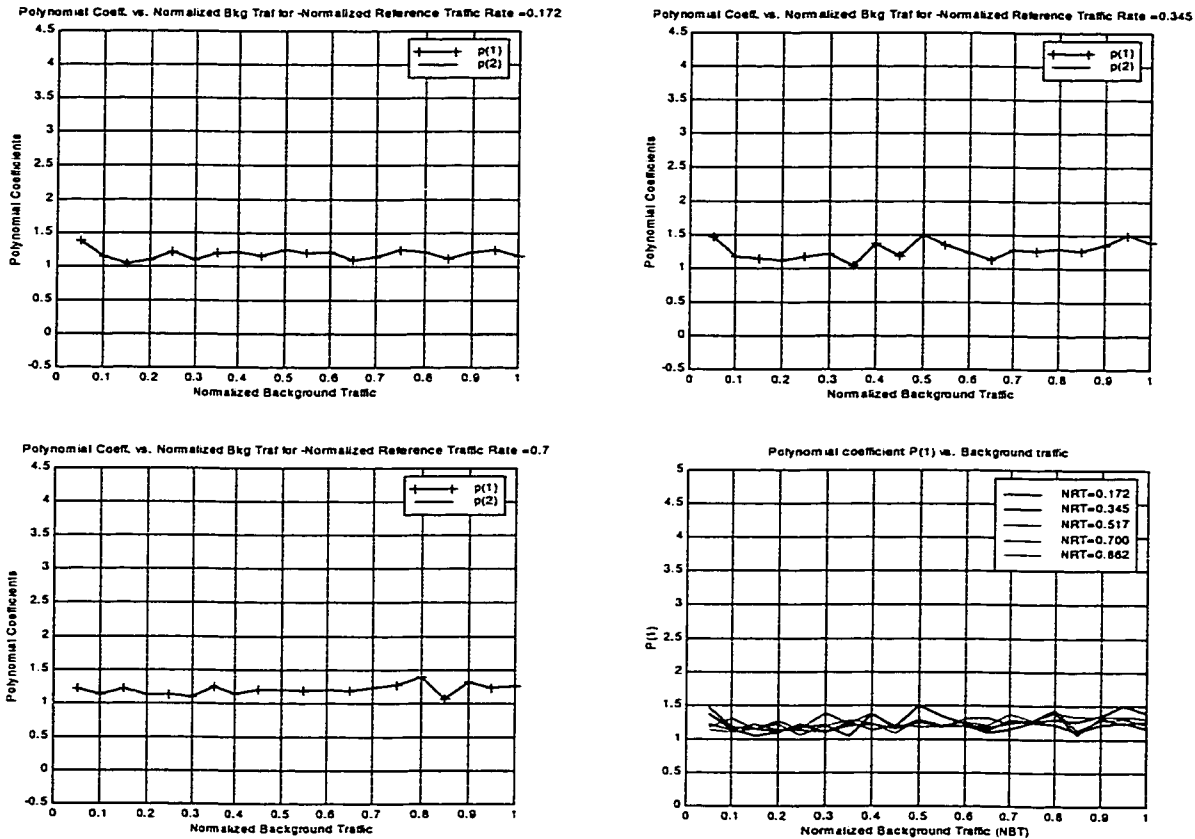 Polynomial Coeff. vs. Normalized Bkg Traf for -Normalized Reference Traffic Rate =0.172
4.5
4
3.5
3
2.5
2
1.5
1
0.5
0
-0.5
Polynomial Coefficients
p(1)
p(2)
0 0.1 0.2 0.3 0.4 0.5 0.6 0.7 0.8 0.9 1
Normalized Background Traffic
Polynomial Coeff. vs. Normalized Bkg Traf for -Normalized Reference Traffic Rate =0.345
4.5
4
3.5
3
2.5
2
1.5
1
0.5
0
-0.5
Polynomial Coefficients
p(1)
p(2)
0 0.1 0.2 0.3 0.4 0.5 0.6 0.7 0.8 0.9 1
Normalized Background Traffic
Polynomial Coeff. vs. Normalized Bkg Traf for -Normalized Reference Traffic Rate =0.7
4.5
4
3.5
3
2.5
2
1.5
1
0.5
0
-0.5
Polynomial Coefficients
p(1)
p(2)
0 0.1 0.2 0.3 0.4 0.5 0.6 0.7 0.8 0.9 1
Normalized Background Traffic
Polynomial coefficient P(1) vs. Background traffic
5
4.5
4
3.5
3
2.5
2
1.5
1
0.5
0
P(1)
NRT=0.172
NRT=0.345
NRT=0.517
NRT=0.700
NRT=0.862
0 0.1 0.2 0.3 0.4 0.5 0.6 0.7 0.8 0.9 1
Normalized Background Traffic (NBT)